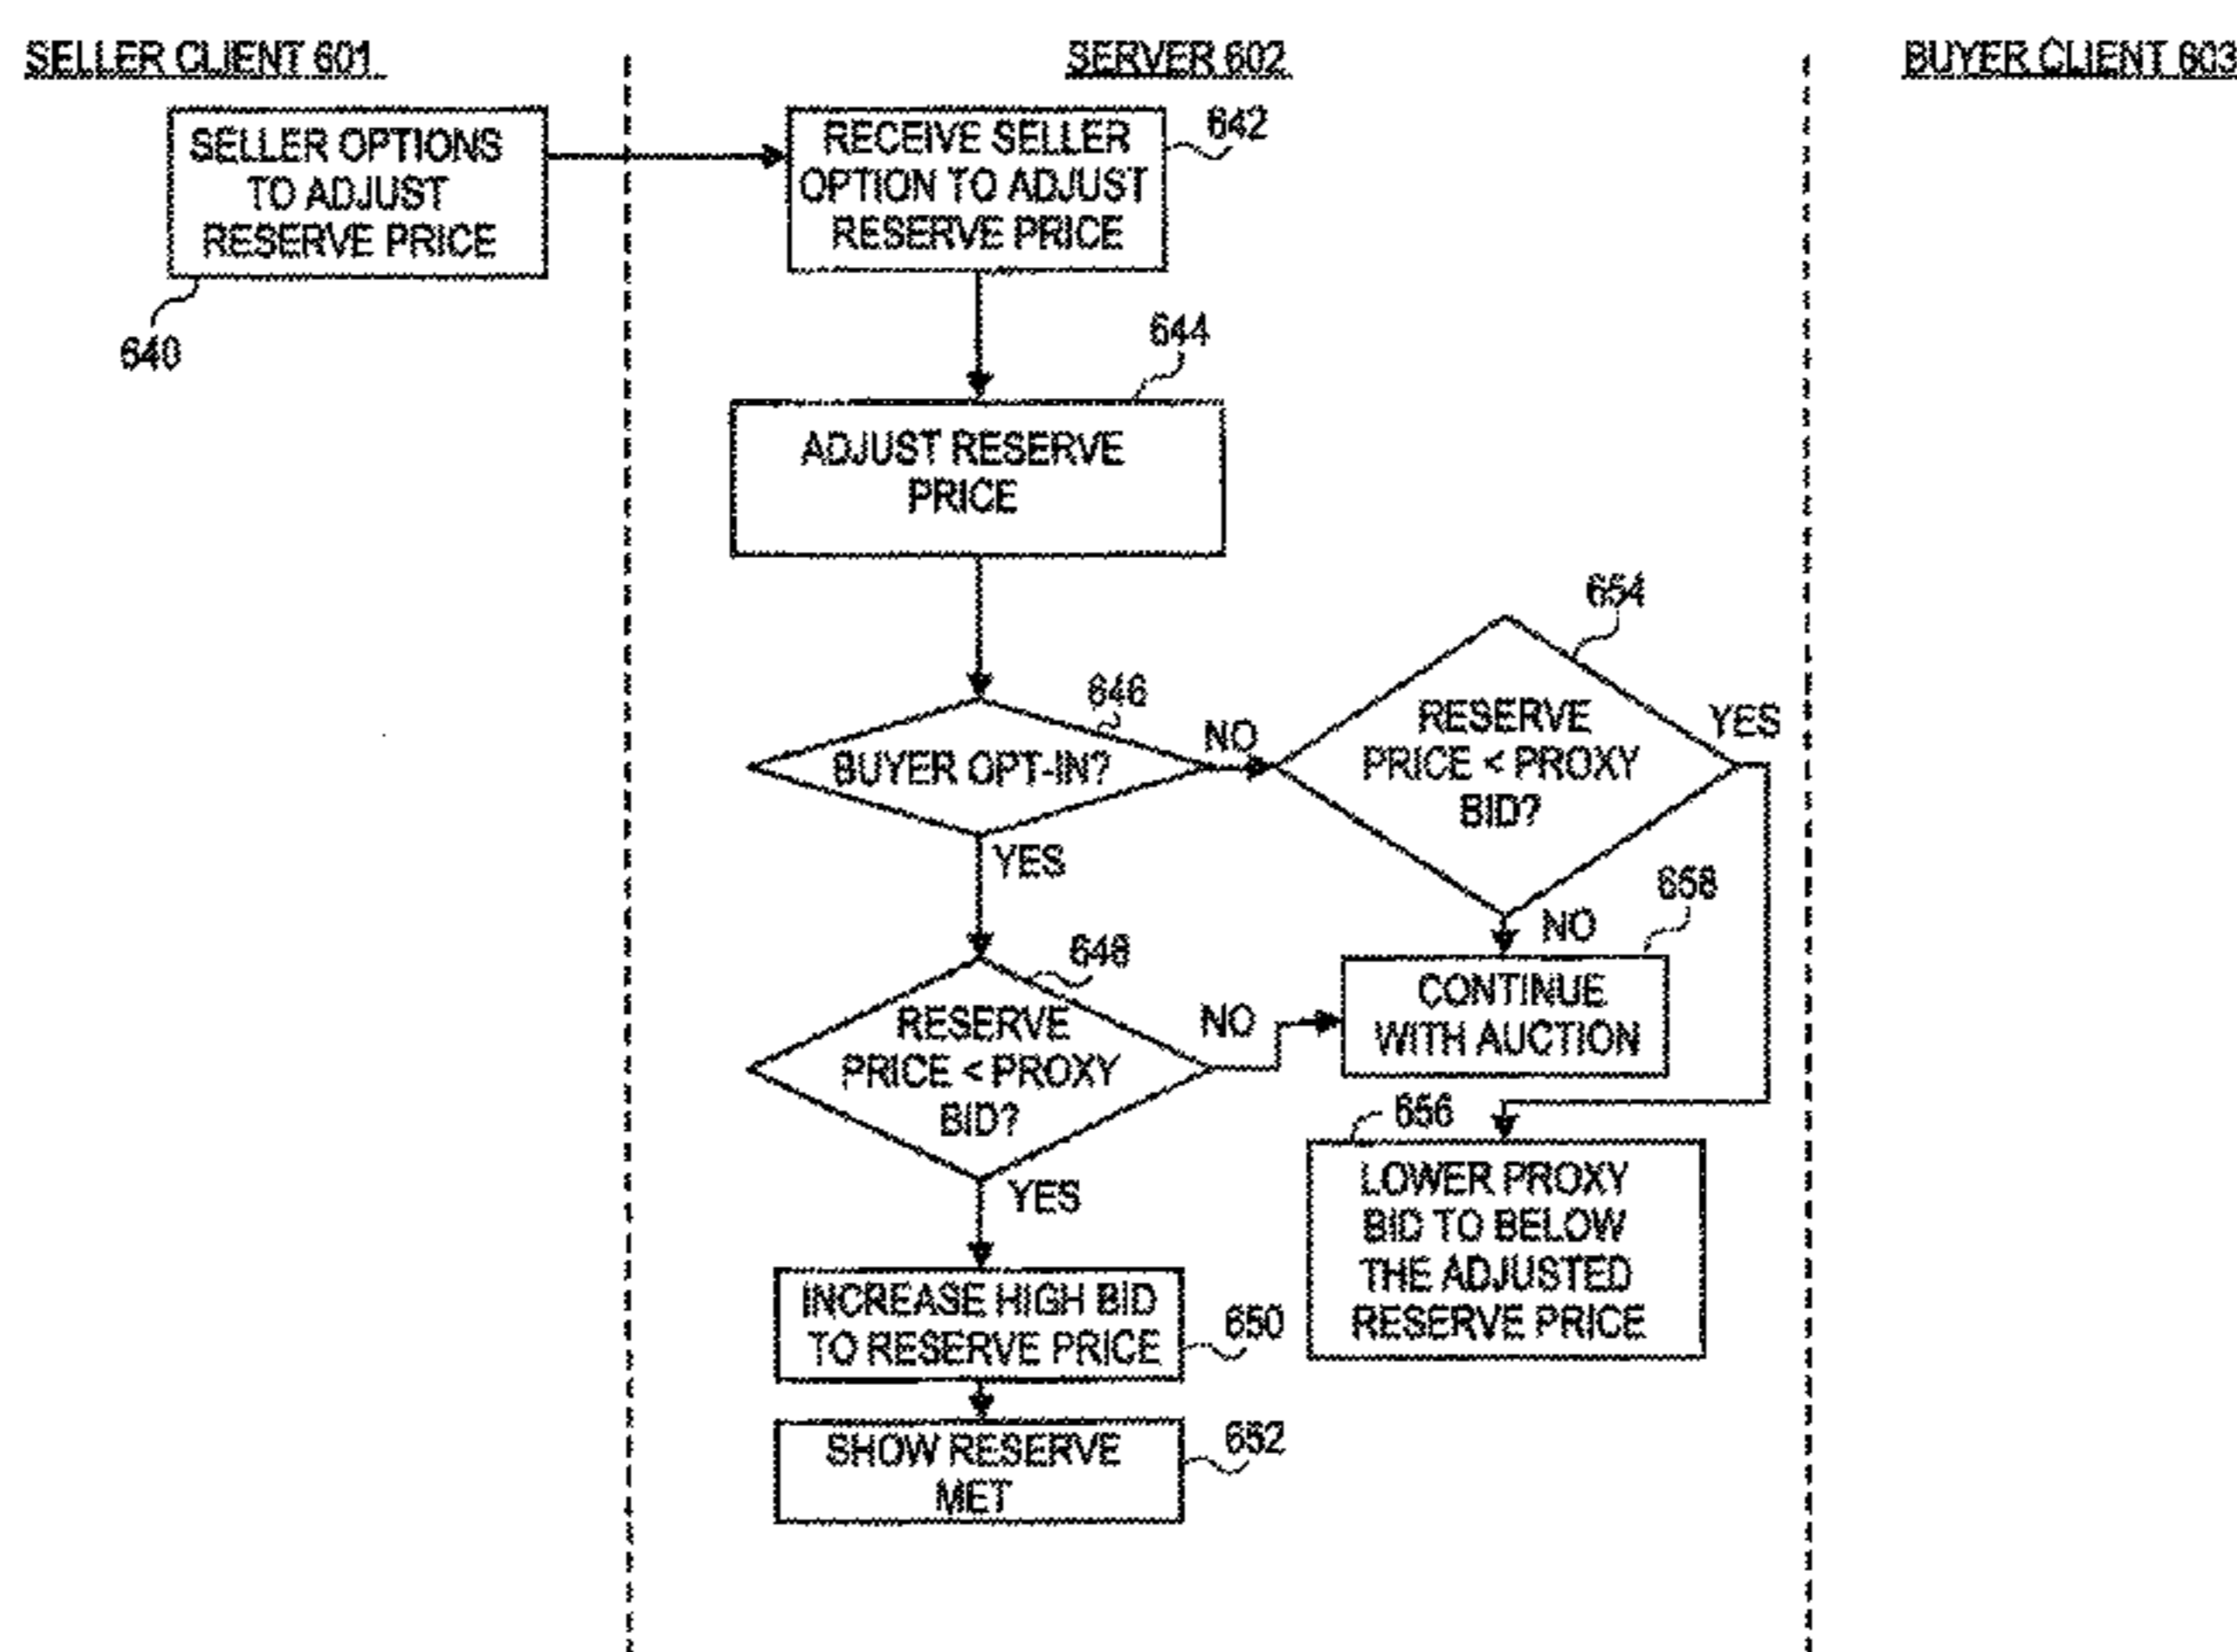 SELLER CLIENT 601
SERVER 602
BUYER CLIENT 603
SELLER OPTIONS
TO ADJUST
RESERVE PRICE
640
RECEIVE SELLER
OPTION TO ADJUST
RESERVE PRICE
642
644
ADJUST RESERVE
PRICE
646
BUYER OPT-IN?
NO
YES
654
RESERVE
PRICE < PROXY
BID?
YES
NO
658
CONTINUE
WITH AUCTION
648
RESERVE
PRICE < PROXY
BID?
NO
YES
656
LOWER PROXY
BID TO BELOW
THE ADJUSTED
RESERVE PRICE
INCREASE HIGH BID
TO RESERVE PRICE
650
SHOW RESERVE
MET
652